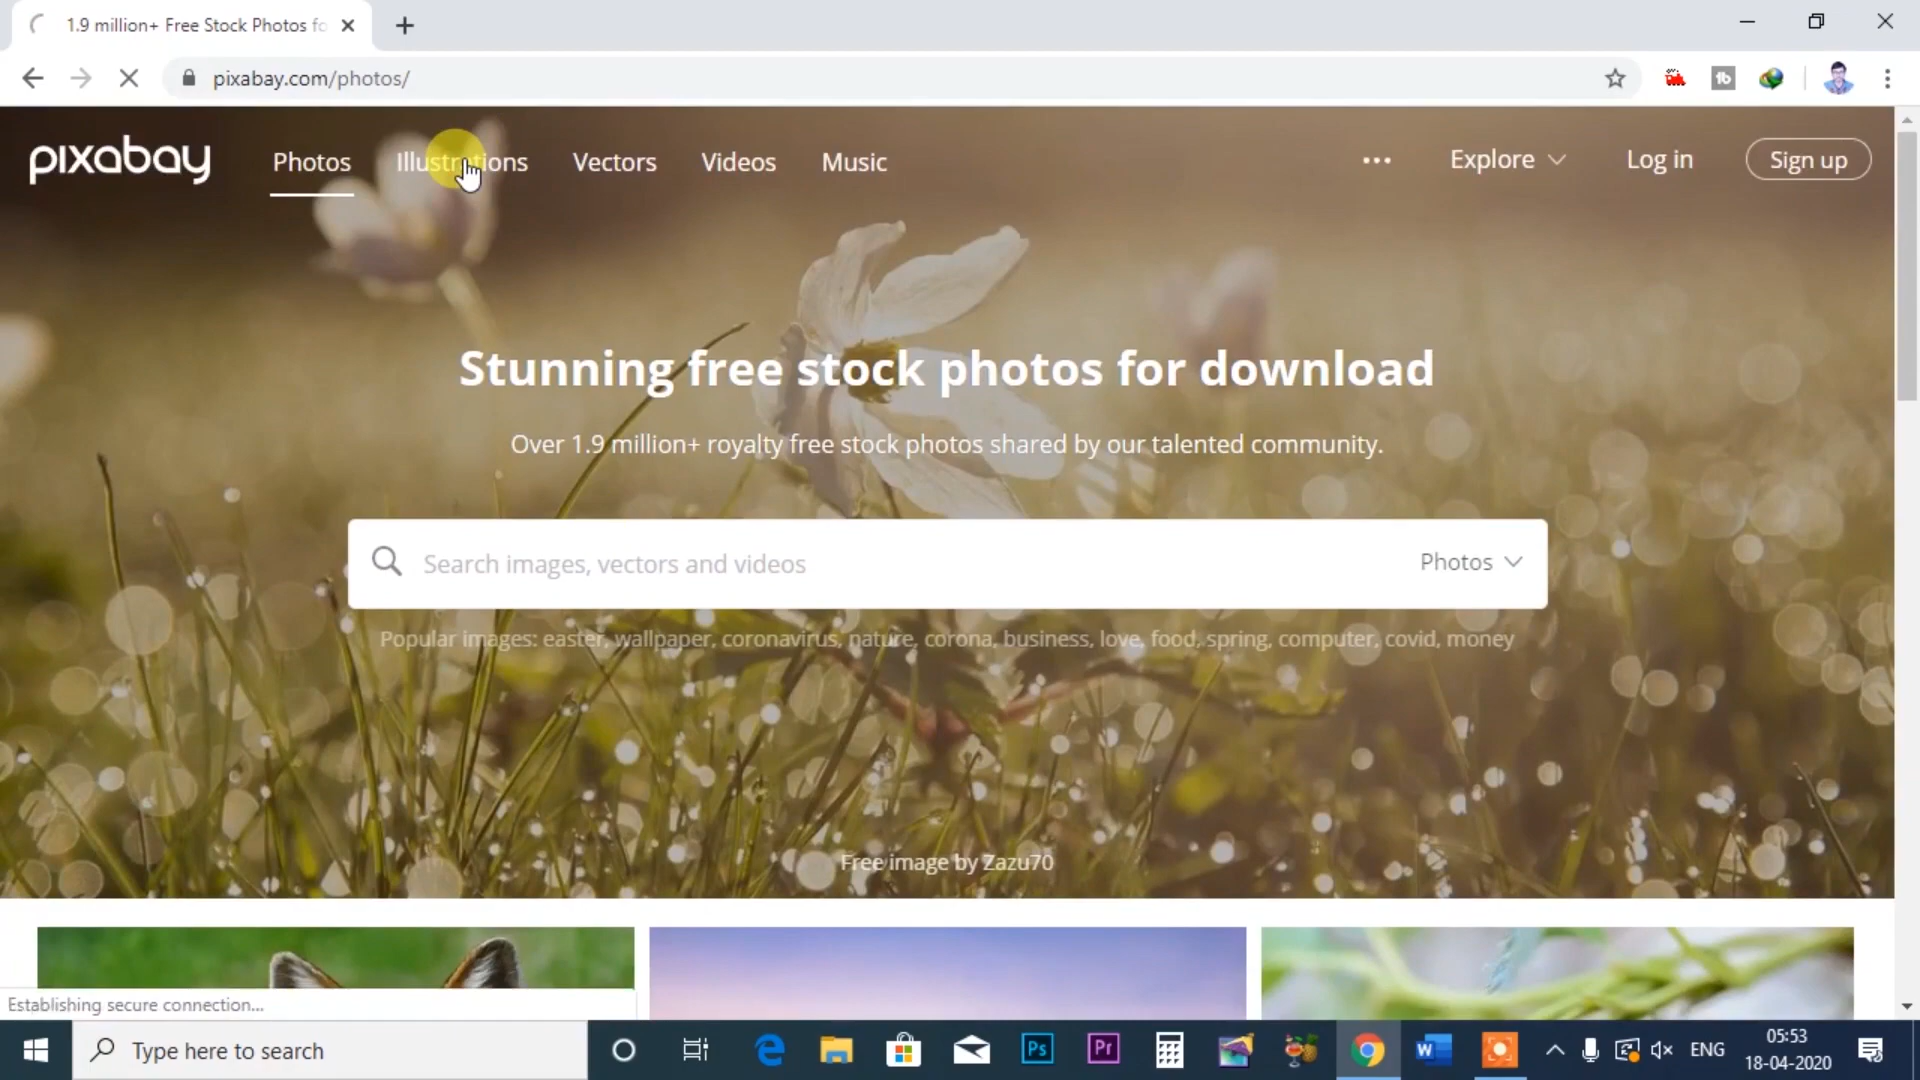 1.9 million+ Free Stock Photos fo
pixabay.com/photos/
pixabay
Photos
Illustrations
Vectors
Videos
Music
Explore
Log in
Sign up
Stunning free stock photos for download
Over 1.9 million+ royalty free stock photos shared by our talented community.
Search images, vectors and videos
Photos
Popular images: easter, wallpaper, coronavirus, nature, corona, business, love, food, spring, computer, covid, money
Free image by Zazu70
Establishing secure connection...
Type here to search
Ps
Pr
W
ENG
05:53
18-04-2020